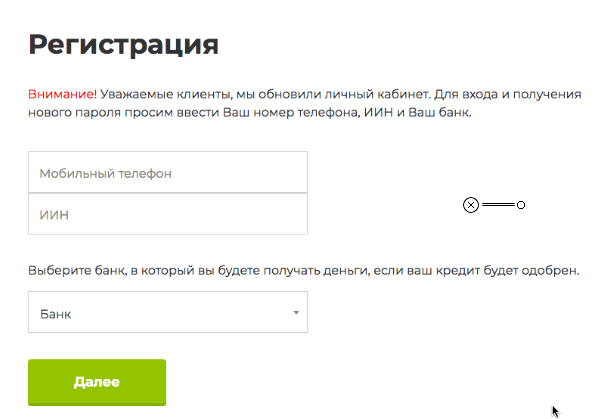 Регистрация
Внимание! Уважаемые клиенты, мы обновили личный кабинет. Для входа и получения
нового пароля просим ввести Ваш номер телефона, ИИН и Ваш банк.
Мобильный телефон
ИИН
Выберите банк, в который вы будете получать деньги, если ваш кредит будет одобрен.
Банк
Далее